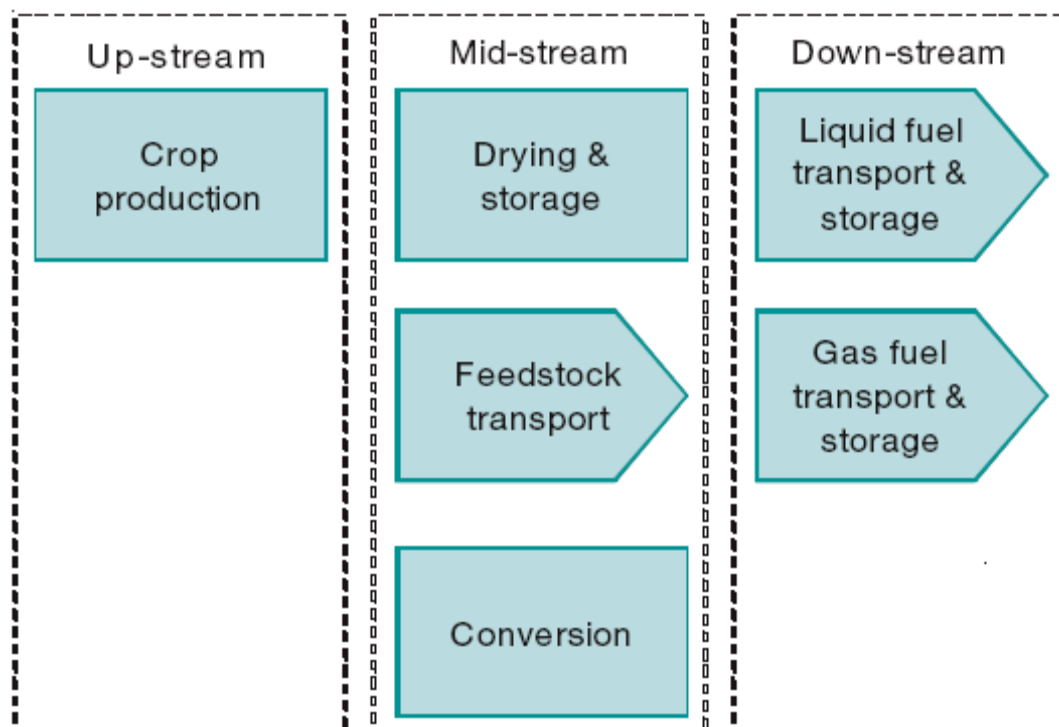 Up-stream
Crop
production
Mid-stream
Drying &
storage
Feedstock
transport
Conversion
Down-stream
Liquid fuel
transport &
storage
Gas fuel
transport &
storage